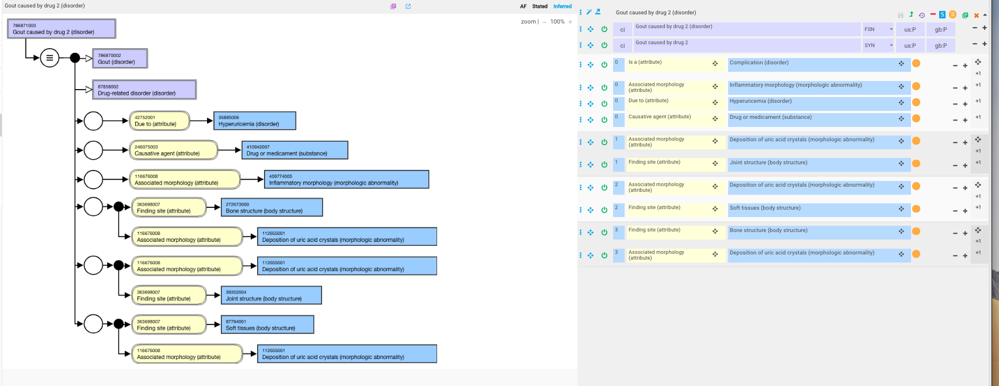 Gout caused by drug 2 (disorder)
AF Stated Inferred
zoom | − 100% +
786871003
Gout caused by drug 2 (disorder)
786870002
Gout (disorder)
87858002
Drug-related disorder (disorder)
42752001
Due to (attribute)
35885006
Hyperuricemia (disorder)
246075003
Causative agent (attribute)
410942007
Drug or medicament (substance)
116676008
Associated morphology (attribute)
409774005
Inflammatory morphology (morphologic abnormality)
363698007
Finding site (attribute)
272673000
Bone structure (body structure)
116676008
Associated morphology (attribute)
112655001
Deposition of uric acid crystals (morphologic abnormality)
116676008
Associated morphology (attribute)
112655001
Deposition of uric acid crystals (morphologic abnormality)
363698007
Finding site (attribute)
39352004
Joint structure (body structure)
363698007
Finding site (attribute)
87784001
Soft tissues (body structure)
116676008
Associated morphology (attribute)
112655001
Deposition of uric acid crystals (morphologic abnormality)
Gout caused by drug 2 (disorder)
S
ci Gout caused by drug 2 (disorder) FSN us:P gb:P
ci Gout caused by drug 2 SYN us:P gb:P
0 Is a (attribute) Complication (disorder)
+1
0 Associated morphology (attribute) Inflammatory morphology (morphologic abnormality) +1
0 Due to (attribute) Hyperuricemia (disorder) +1
0 Causative agent (attribute) Drug or medicament (substance) +1
1 Associated morphology (attribute) Deposition of uric acid crystals (morphologic abnormality)
+1
1 Finding site (attribute) Joint structure (body structure) +1
2 Associated morphology (attribute) Deposition of uric acid crystals (morphologic abnormality)
+1
2 Finding site (attribute) Soft tissues (body structure) +1
3 Finding site (attribute) Bone structure (body structure)
+1
3 Associated morphology (attribute) Deposition of uric acid crystals (morphologic abnormality) +1